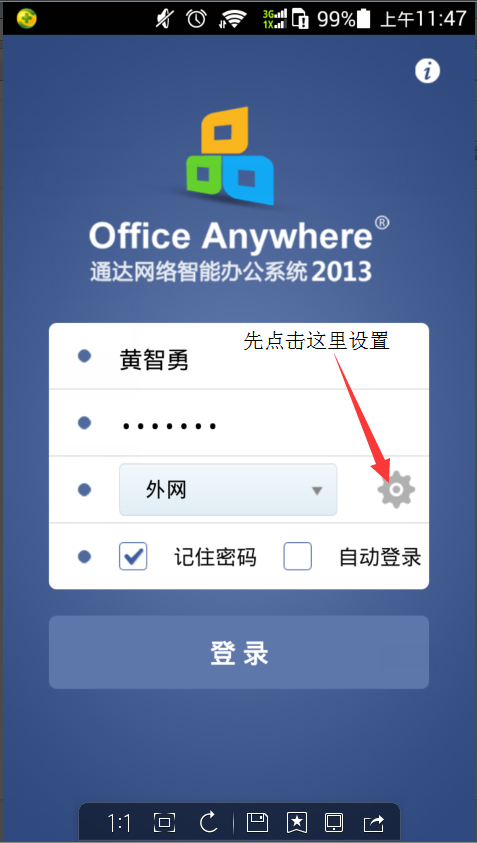 3G
1X
99% 上午11:47
Office Anywhere®
通达网络智能办公系统 2013
先点击这里设置
黄智勇
•••••••
外网
记住密码 自动登录
登 录
1:1